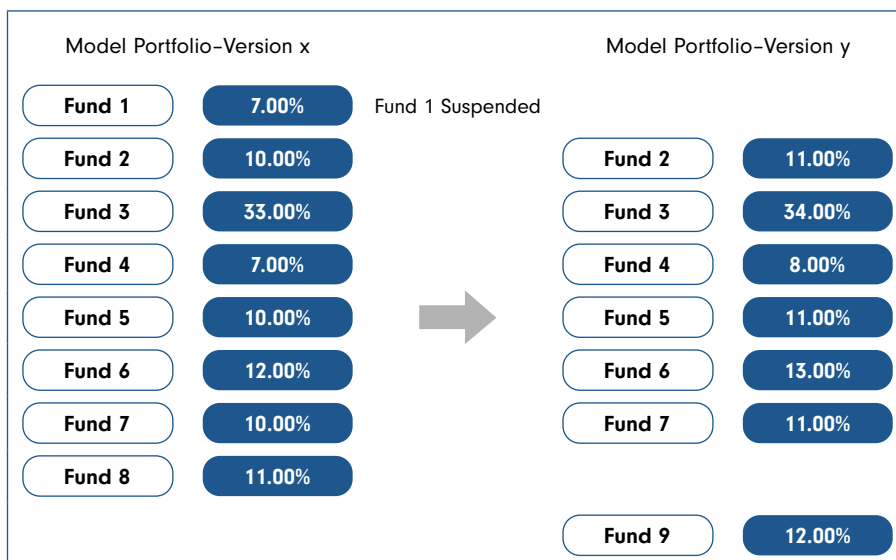 Model Portfolio-Version x Model Portfolio-Version y
Fund 1 7.00% Fund 1 Suspended
Fund 2 10.00% Fund 2 11.00%
Fund 3 33.00% Fund 3 34.00%
Fund 4 7.00% Fund 4 8.00%
Fund 5 10.00% Fund 5 11.00%
Fund 6 12.00% Fund 6 13.00%
Fund 7 10.00% Fund 7 11.00%
Fund 8 11.00%
Fund 9 12.00%